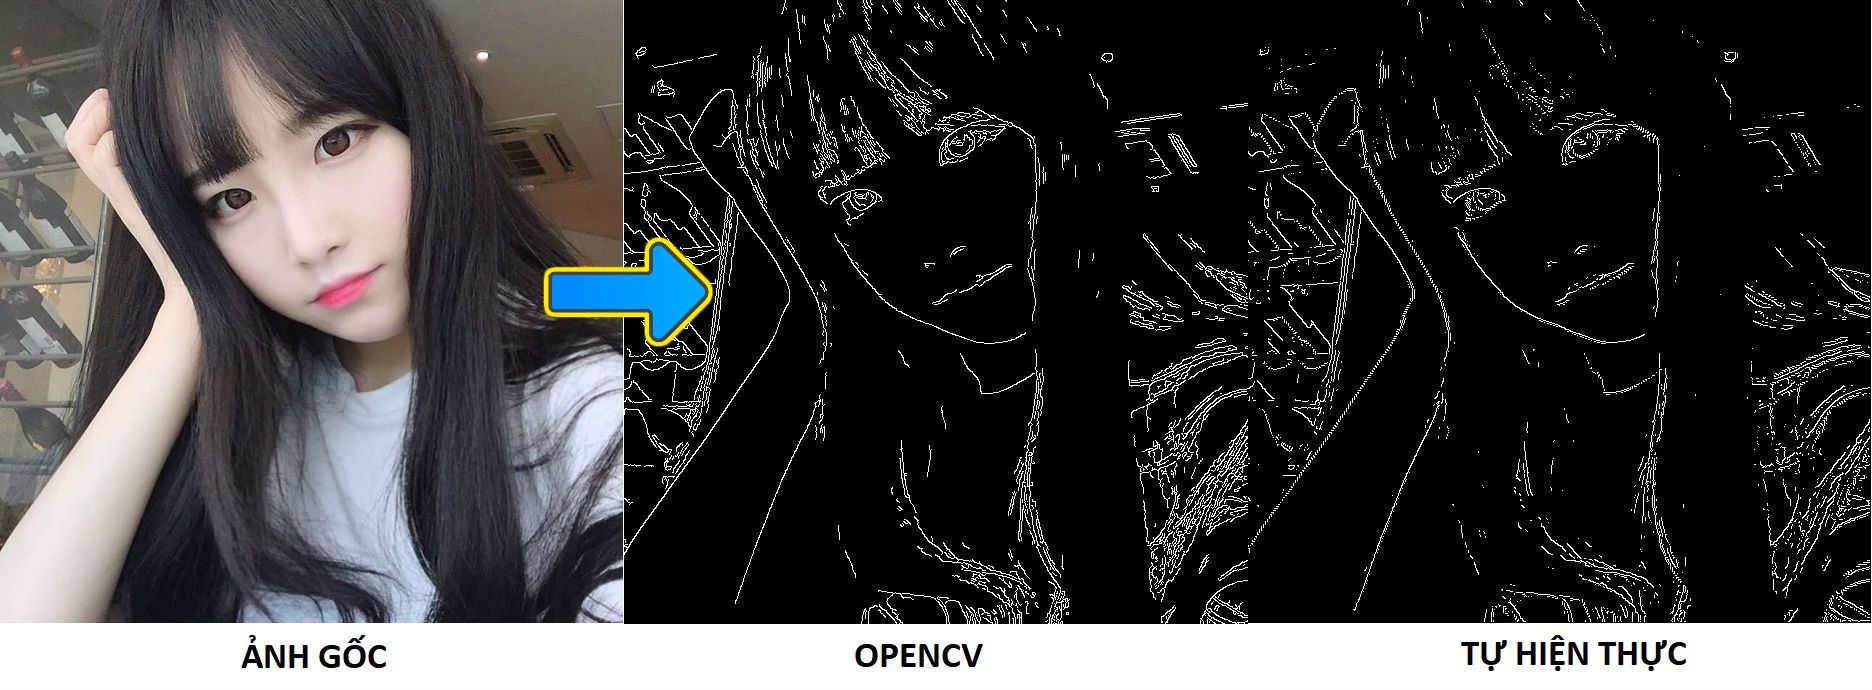 ẢNH GỐC
OPENCV
TỰ HIỆN THỰC